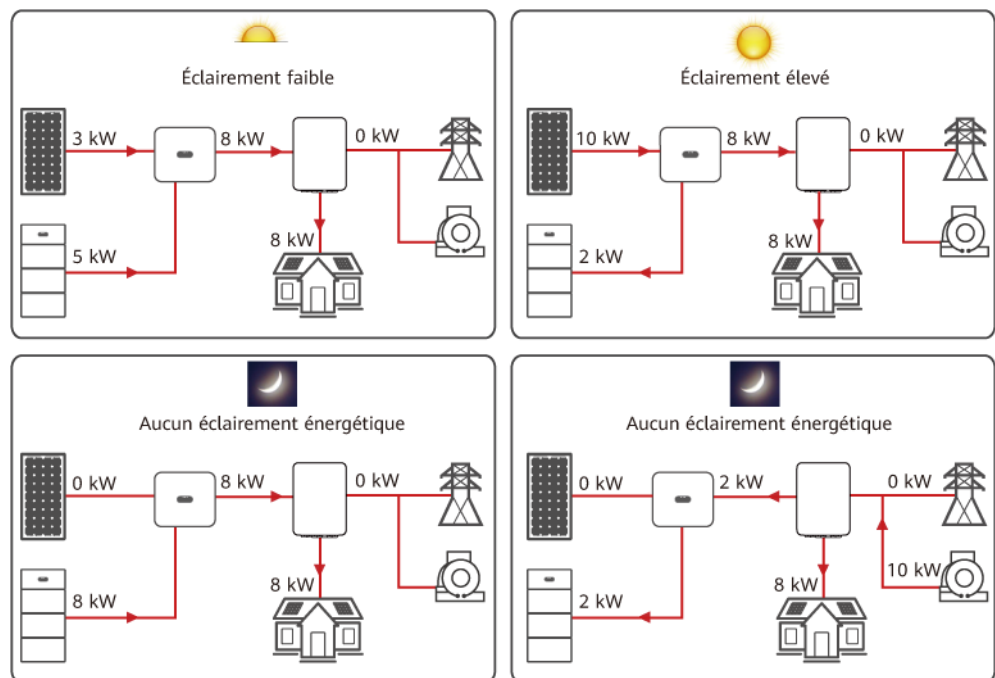 Éclairement faible
3 kW
8 kW
0 kW
5 kW
8 kW
Éclairement élevé
10 kW
8 kW
0 kW
2 kW
8 kW
Aucun éclairement énergétique
0 kW
8 kW
0 kW
8 kW
8 kW
Aucun éclairement énergétique
0 kW
2 kW
0 kW
10 kW
2 kW
8 kW